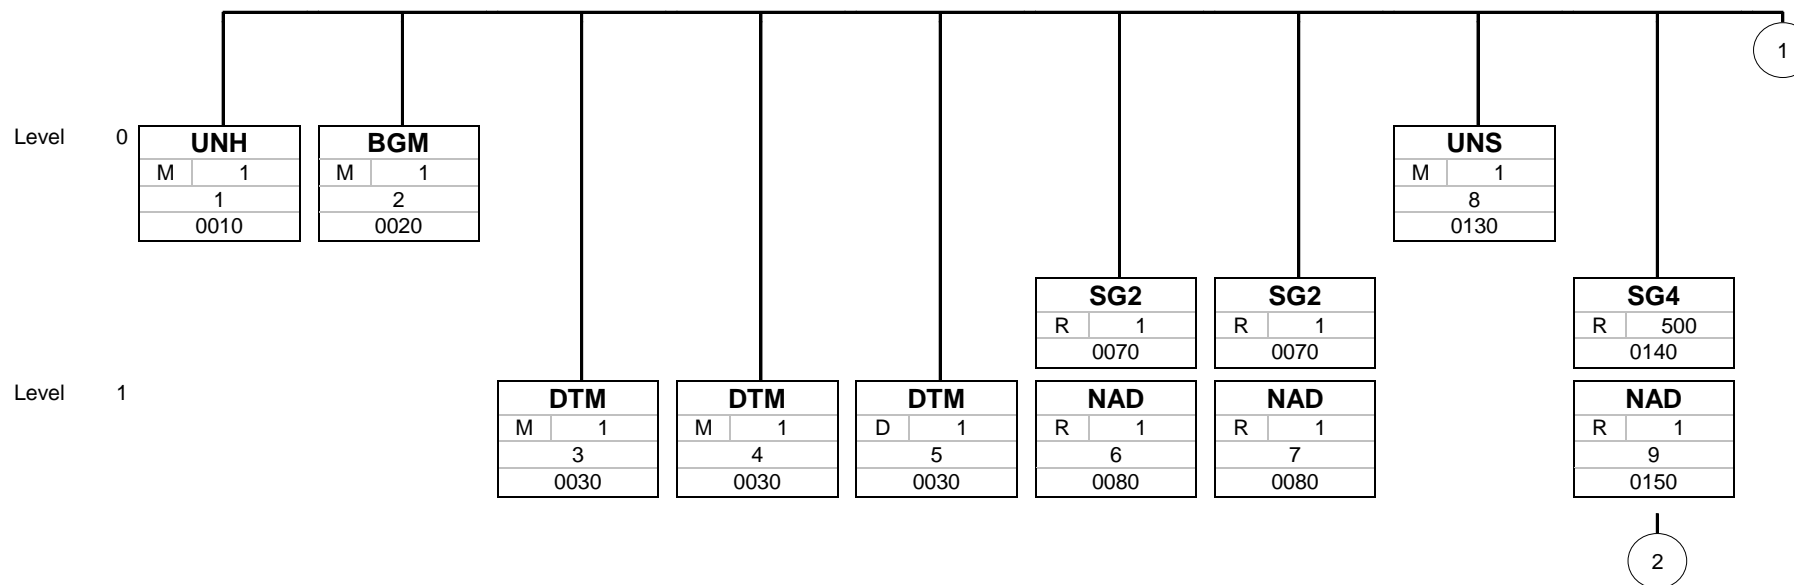 1
Level 0 UNH BGM UNS
M 1 M 1 M 1
1 2 8
0010 0020 0130
SG2 SG2 SG4
R 1 R 1 R 500
0070 0070 0140
Level 1 DTM DTM DTM NAD NAD NAD
M 1 M 1 D 1 R 1 R 1 R 1
3 4 5 6 7 9
0030 0030 0030 0080 0080 0150
2